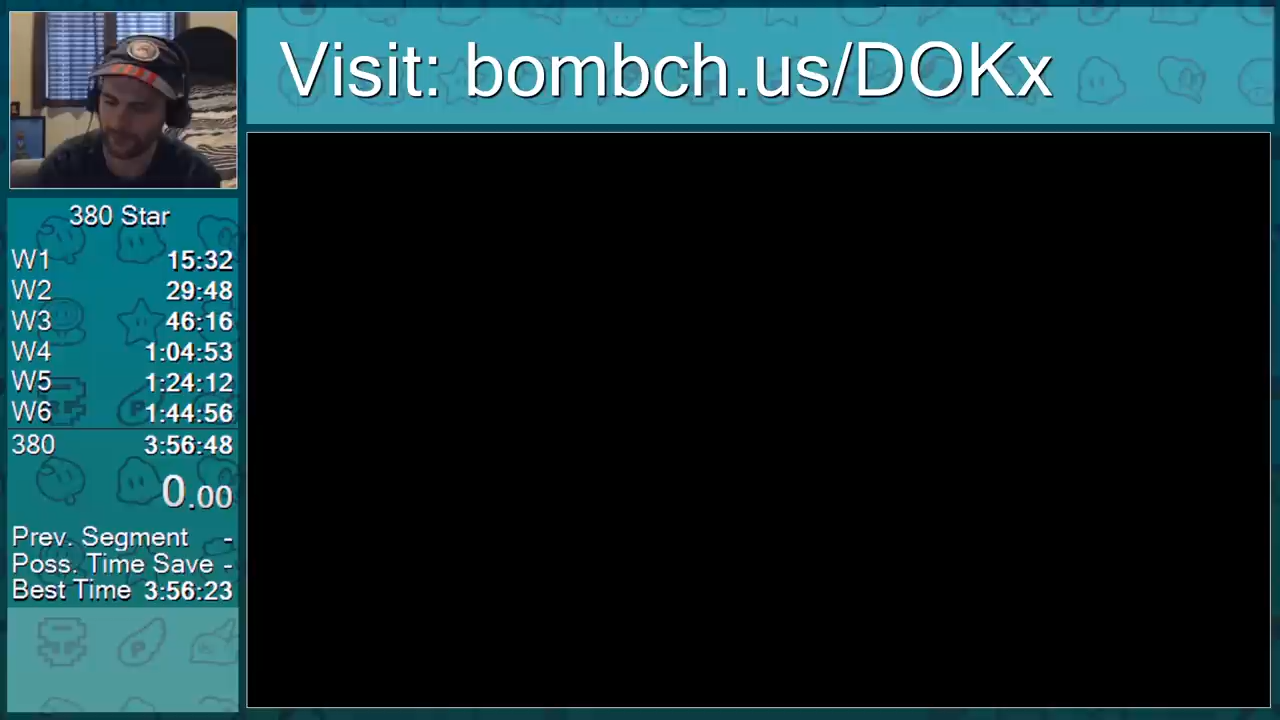 Visit: bombch.us/DOKx
380 Star
W1 15:32
W2 29:48
W3 46:16
W4 1:04:53
W5 1:24:12
W6 1:44:56
380 3:56:48
0.00
Prev. Segment -
Poss. Time Save -
Best Time 3:56:23